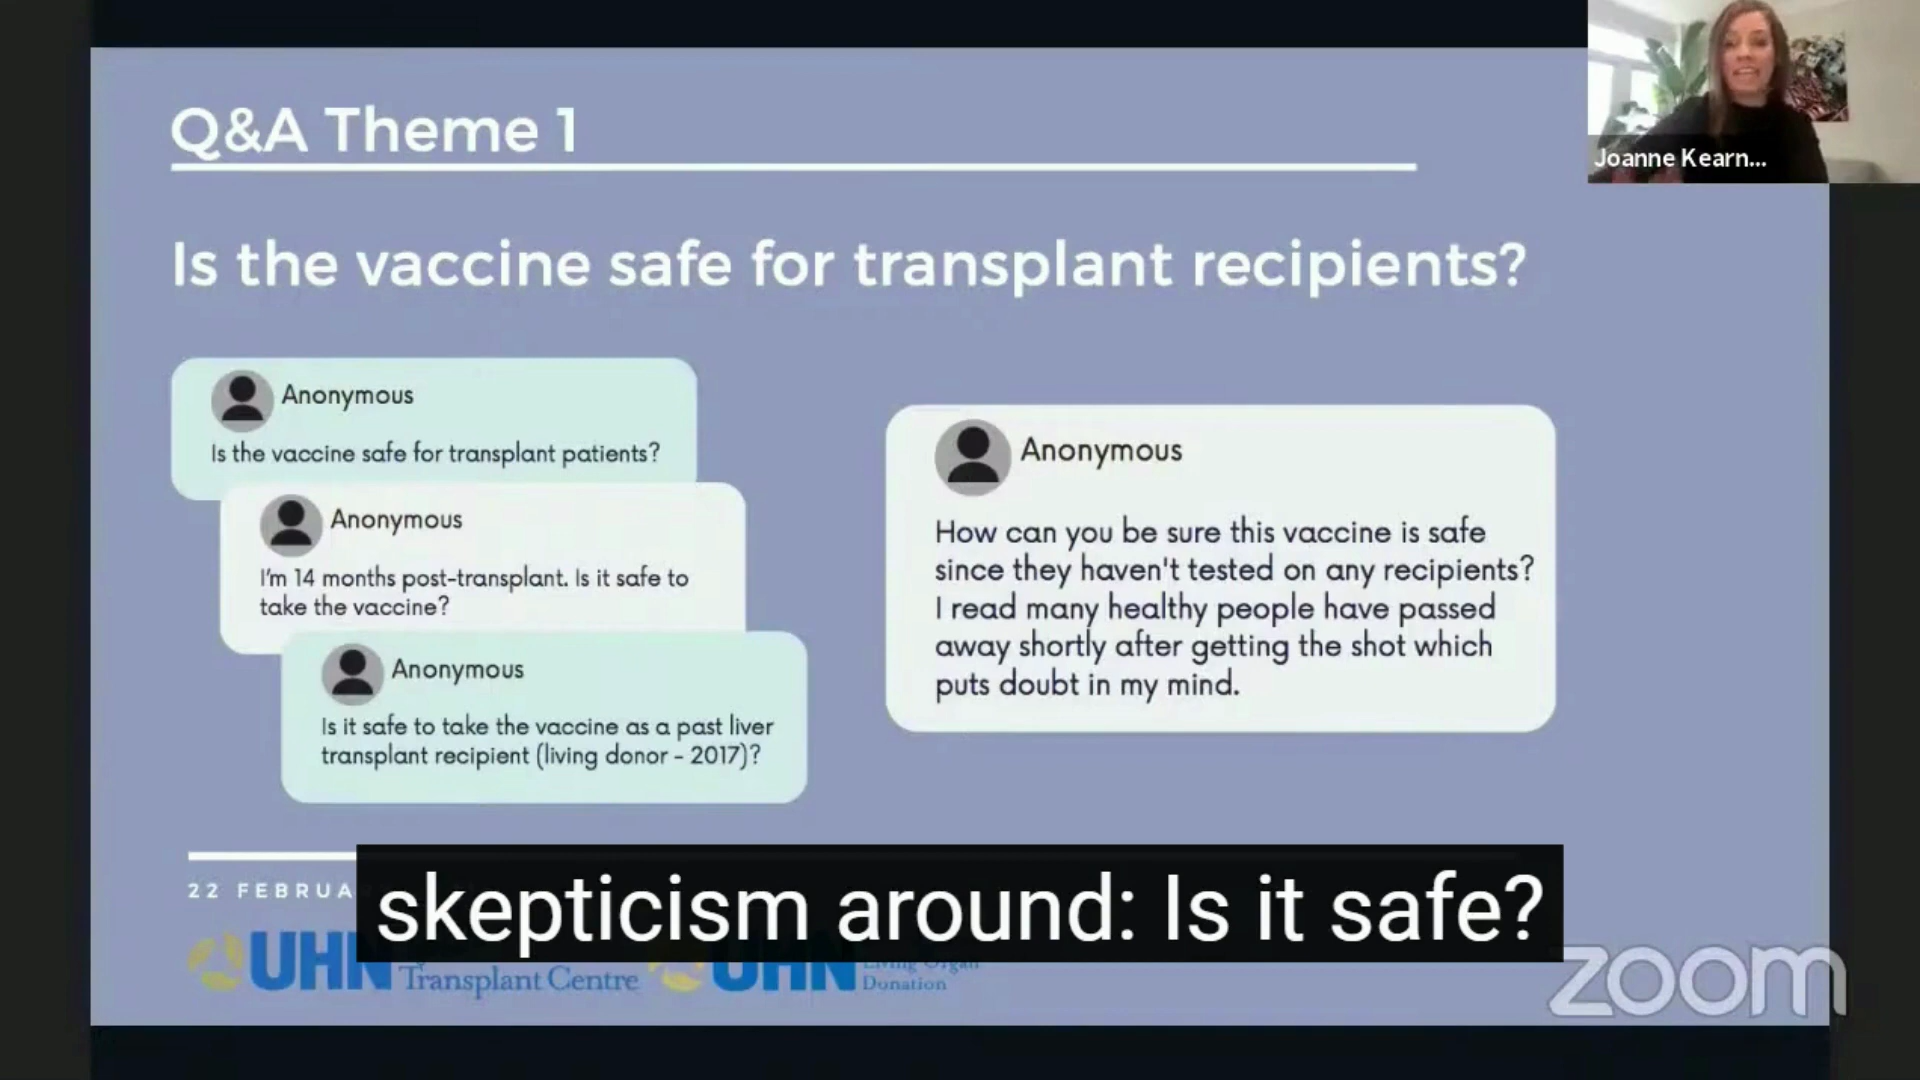 Q&A Theme 1
Joanne Kearn...
Is the vaccine safe for transplant recipients?
Anonymous
Is the vaccine safe for transplant patients?
Anonymous
I'm 14 months post-transplant. Is it safe to
take the vaccine?
Anonymous
Is it safe to take the vaccine as a past liver
transplant recipient (living donor - 2017)?
Anonymous
How can you be sure this vaccine is safe
since they haven't tested on any recipients?
I read many healthy people have passed
away shortly after getting the shot which
puts doubt in my mind.
22 FEBRUA
skepticism around: Is it safe?
UHN
Transplant Centre
UHN
Living Organ
Donation
zoom